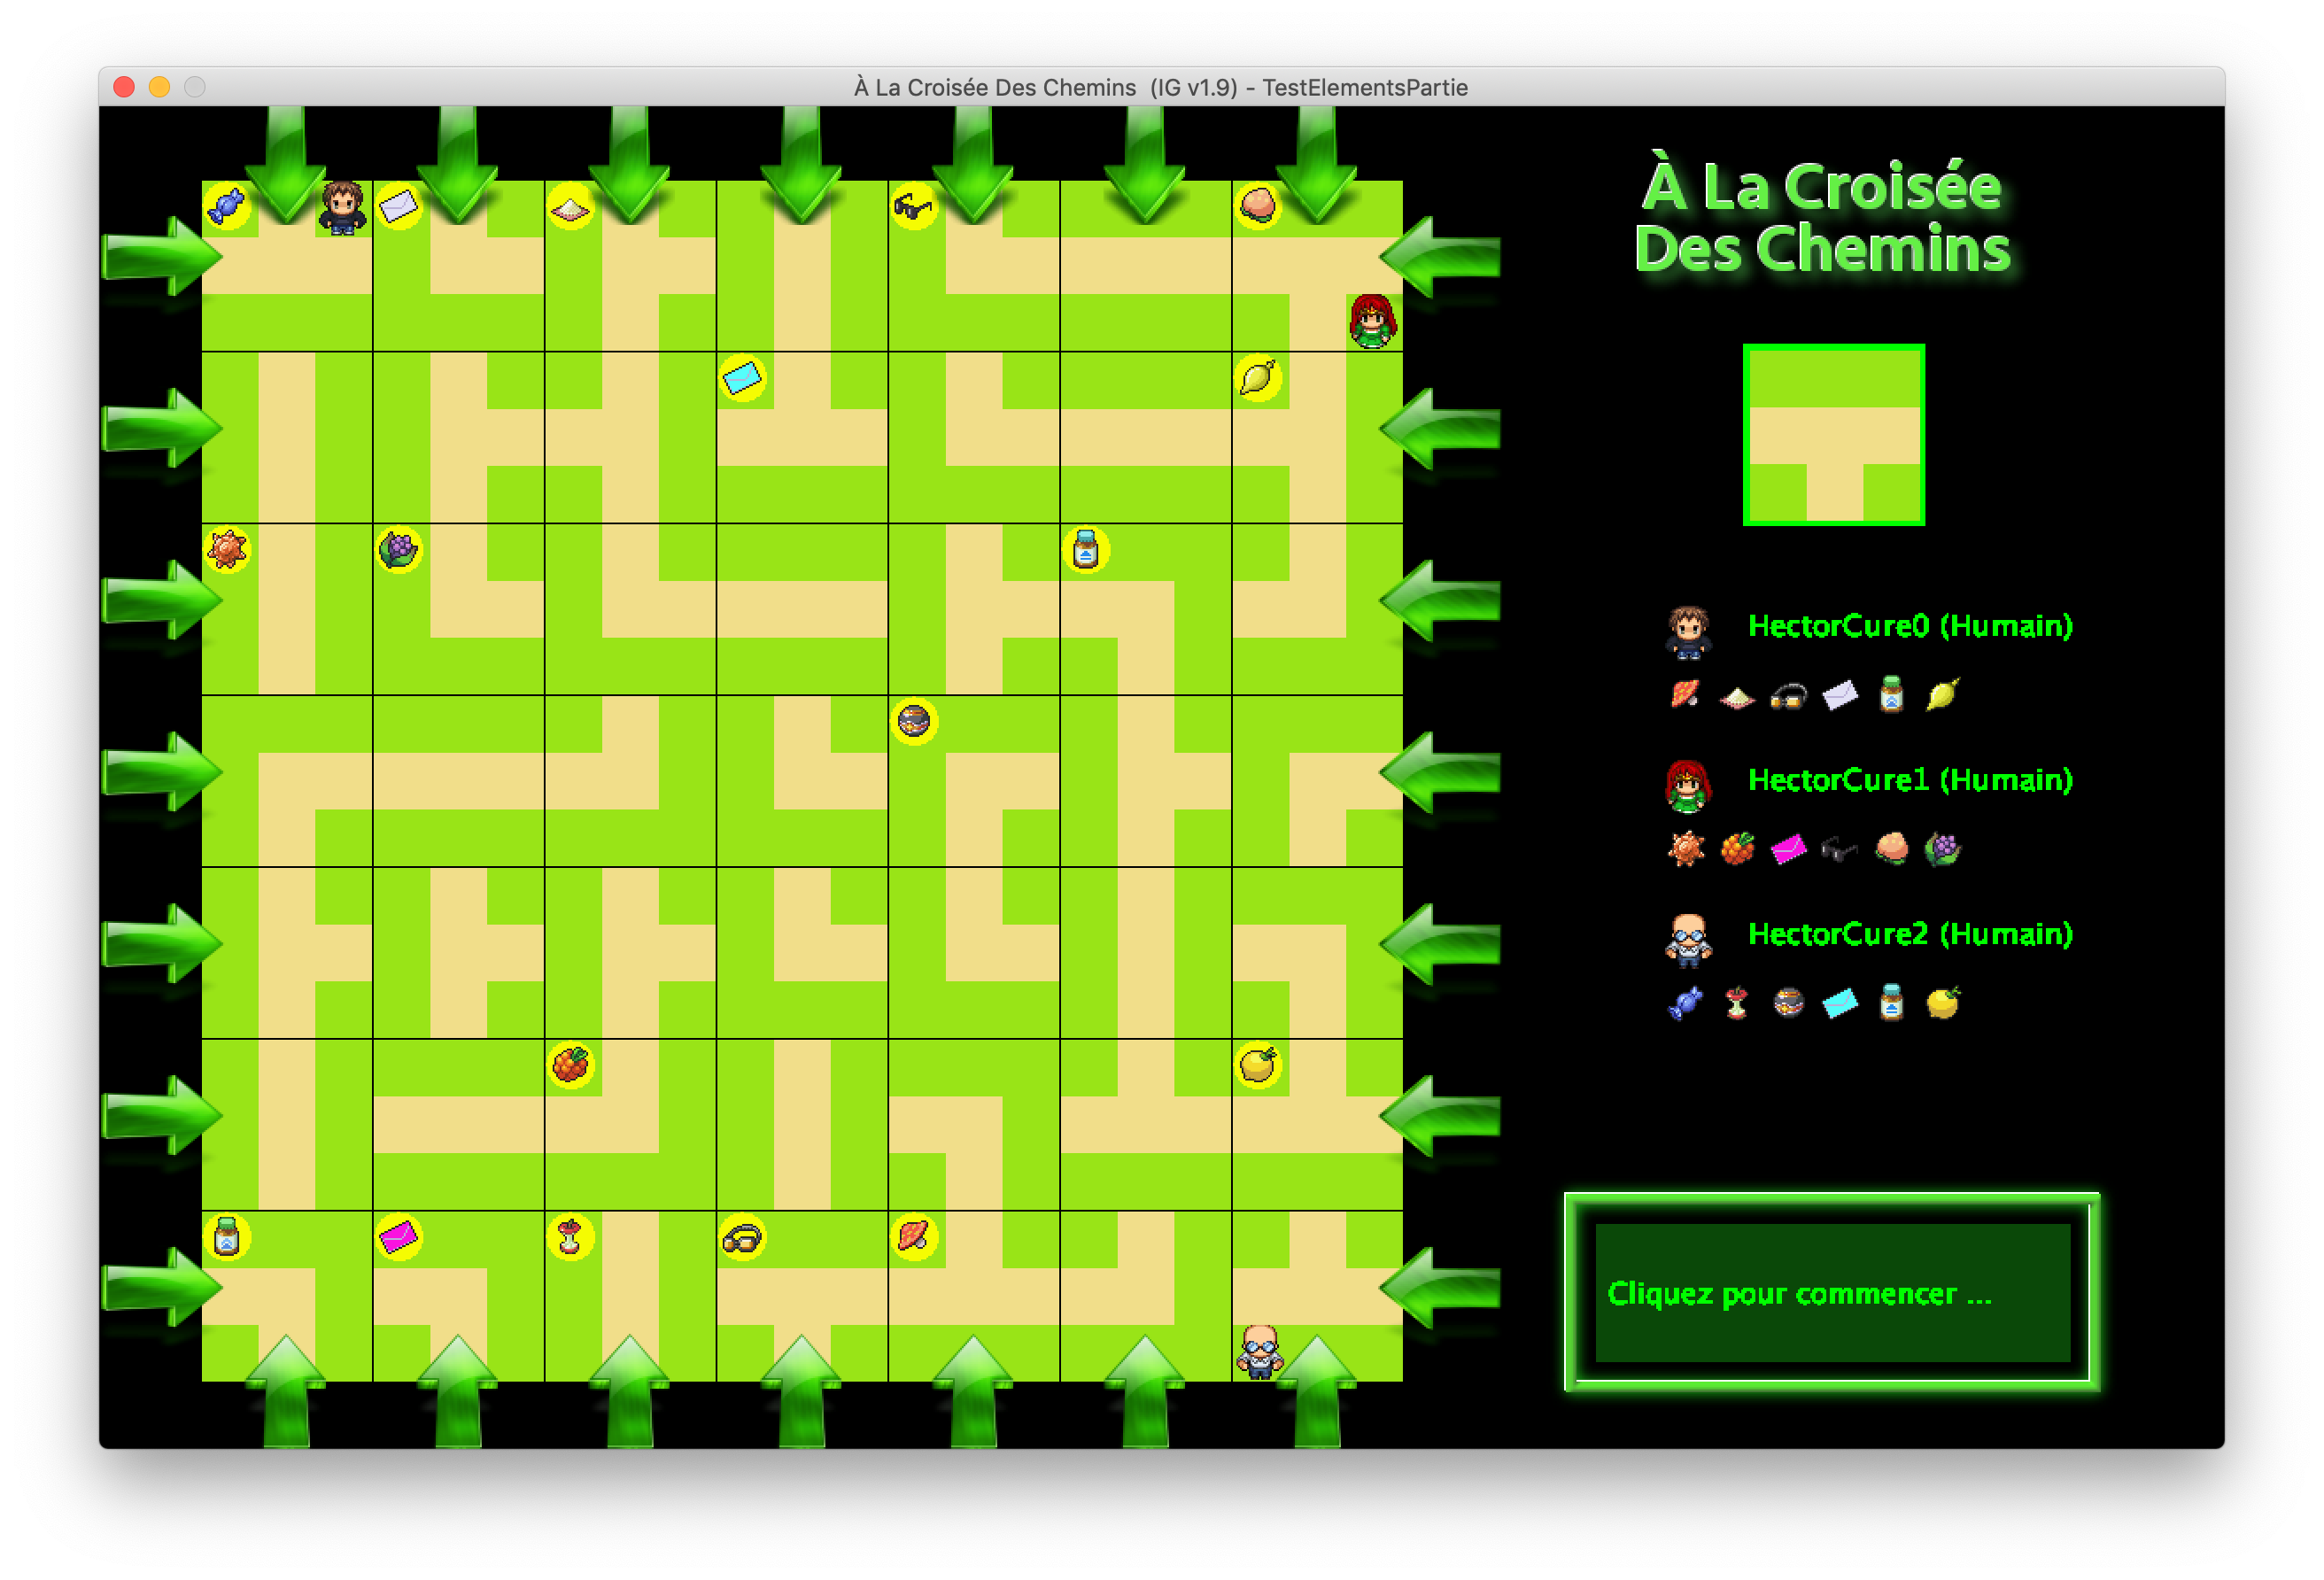 À La Croisée Des Chemins  (IG v1.9) - TestElementsPartie
À La Croisée
Des Chemins
HectorCure0 (Humain)
HectorCure1 (Humain)
HectorCure2 (Humain)
Cliquez pour commencer ...